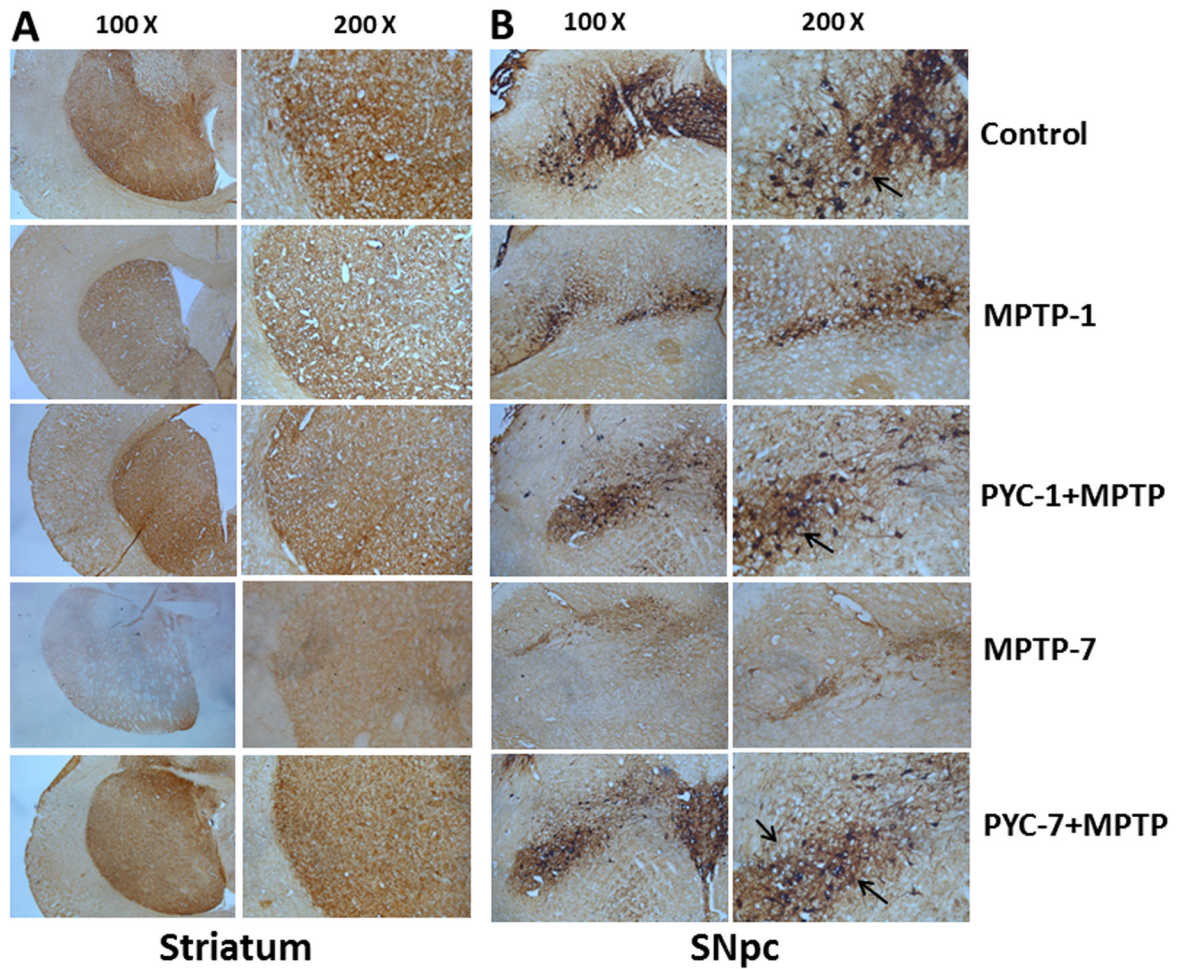 A 100 X 200 X B 100 X 200 X
Control
MPTP-1
PYC-1+MPTP
MPTP-7
PYC-7+MPTP
Striatum SNpc